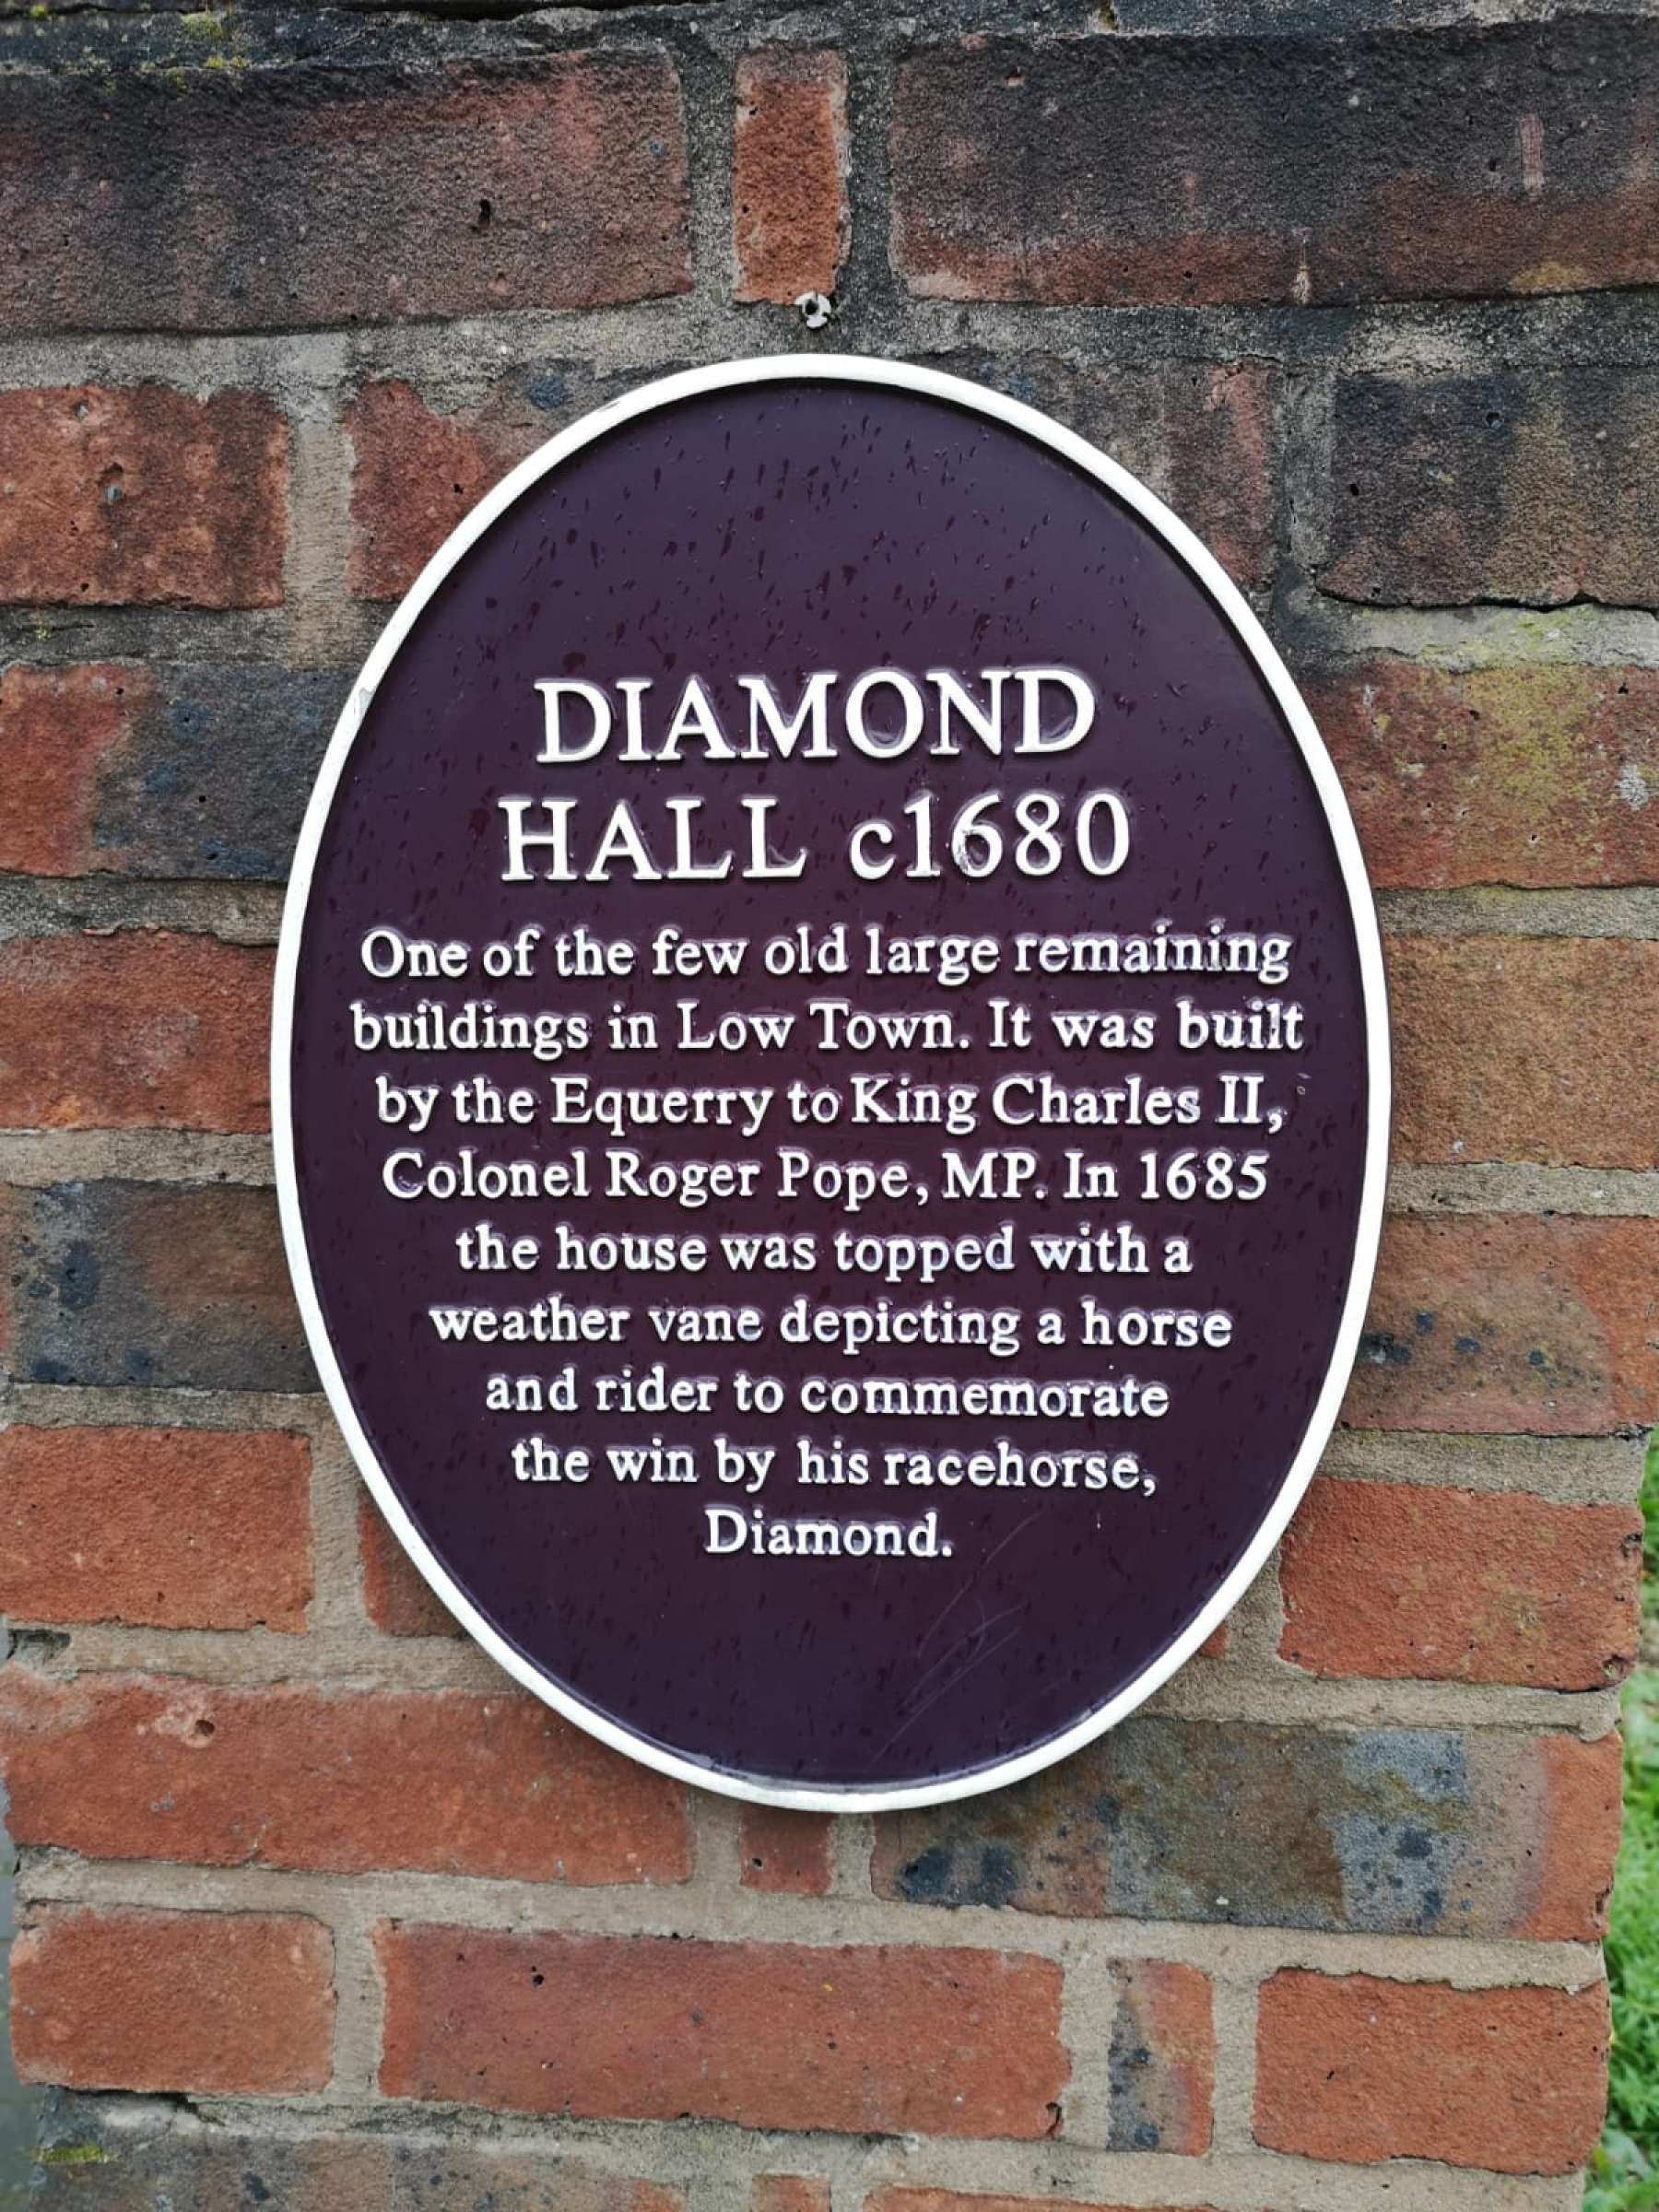 DIAMOND
HALL c1680
One of the few old large remaining
buildings in Low Town. It was built
by the Equerry to King Charles II,
Colonel Roger Pope, MP. In 1685
the house was topped with a
weather vane depicting a horse
and rider to commemorate
the win by his racehorse,
Diamond.